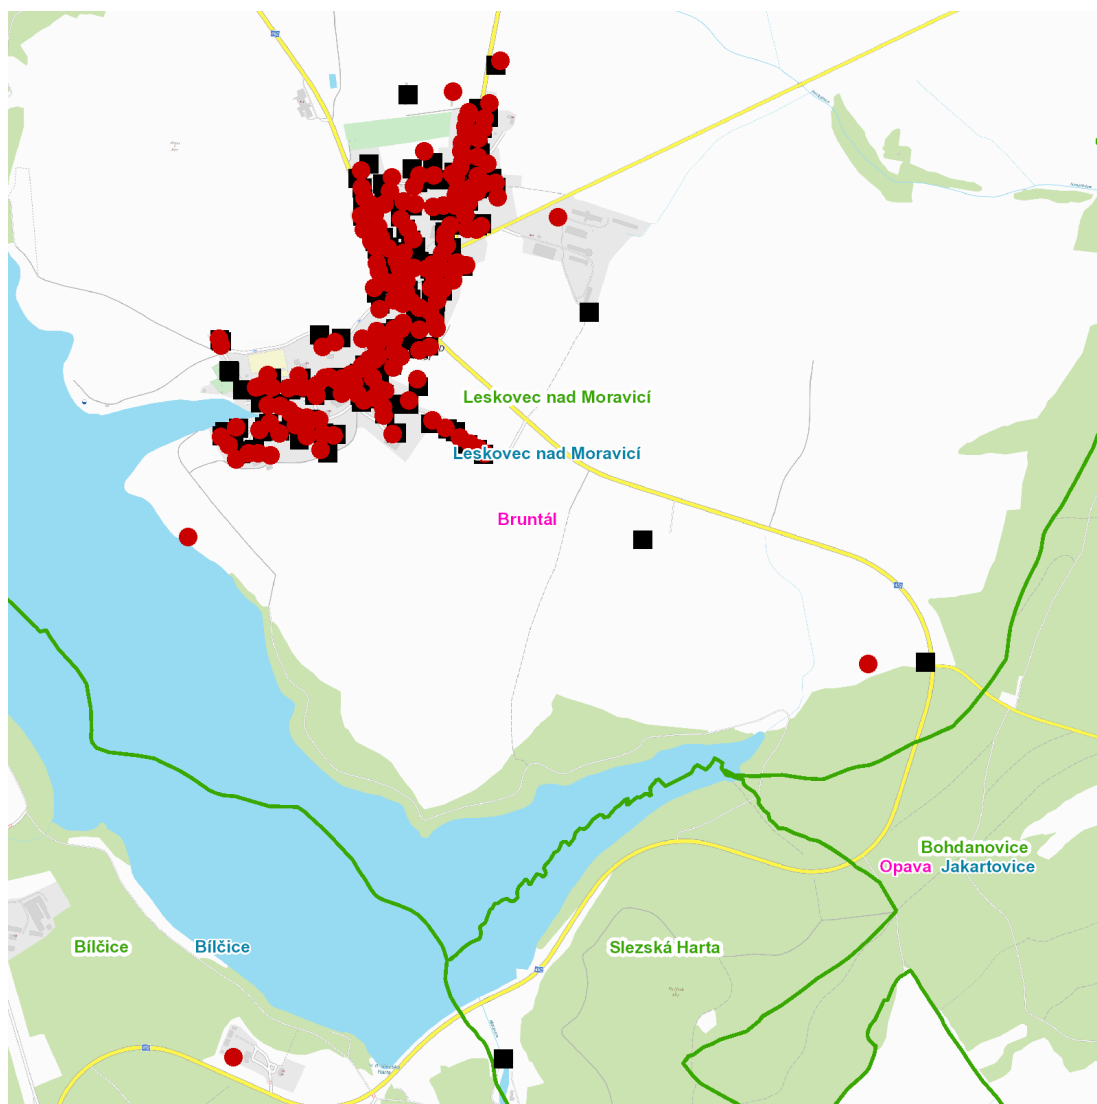 Leskovec nad Moravicí
Leskovec nad Moravicí
Bruntál
Bohdanovice
Opava Jakartovice
Bílčice
Bílčice
Slezská Harta